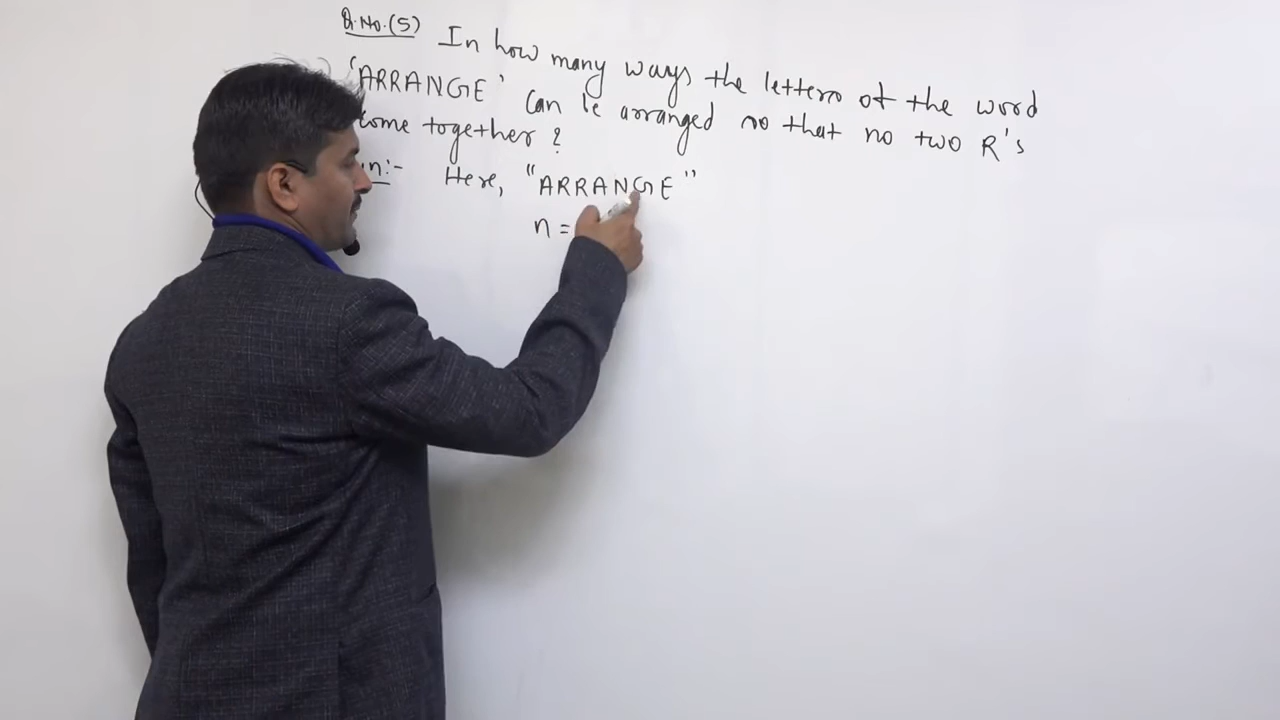 Q.No.(5) In how many ways the letters of the word
'ARRANGE' can be arranged so that no two R's
come together?
Here, "ARRANGE"
n =